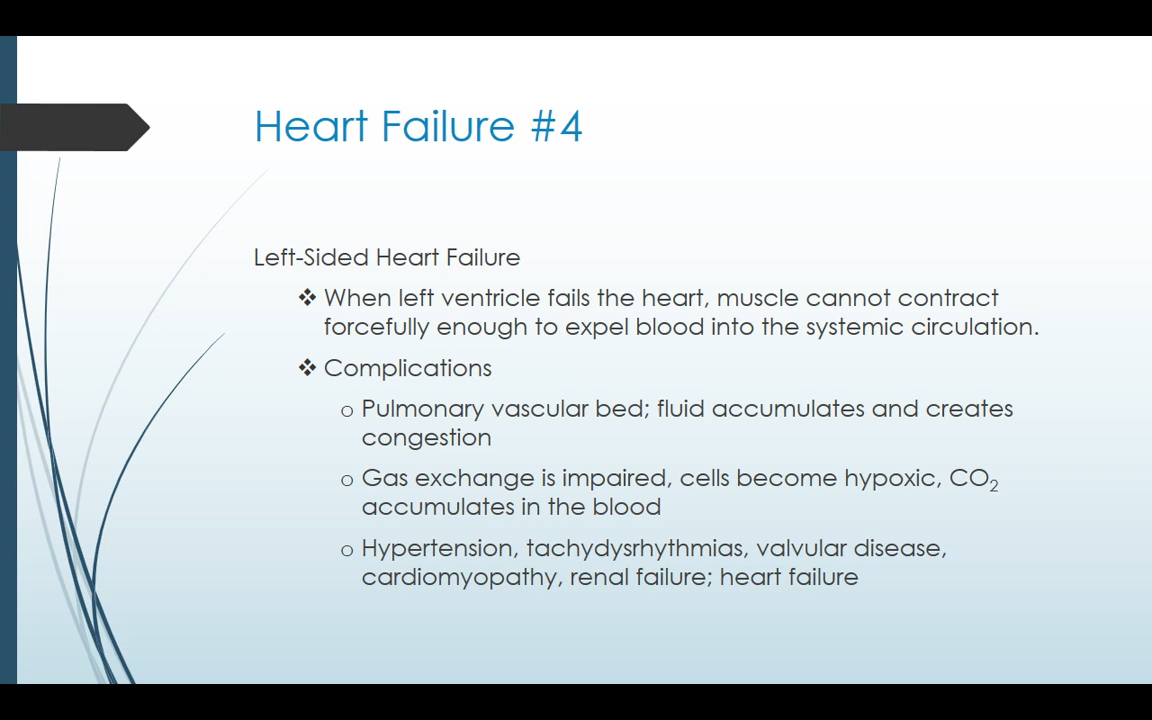 Heart Failure #4
Left-Sided Heart Failure
❖ When left ventricle fails the heart, muscle cannot contract
forcefully enough to expel blood into the systemic circulation.
❖ Complications
o Pulmonary vascular bed; fluid accumulates and creates
congestion
o Gas exchange is impaired, cells become hypoxic, CO₂
accumulates in the blood
o Hypertension, tachydysrhythmias, valvular disease,
cardiomyopathy, renal failure; heart failure